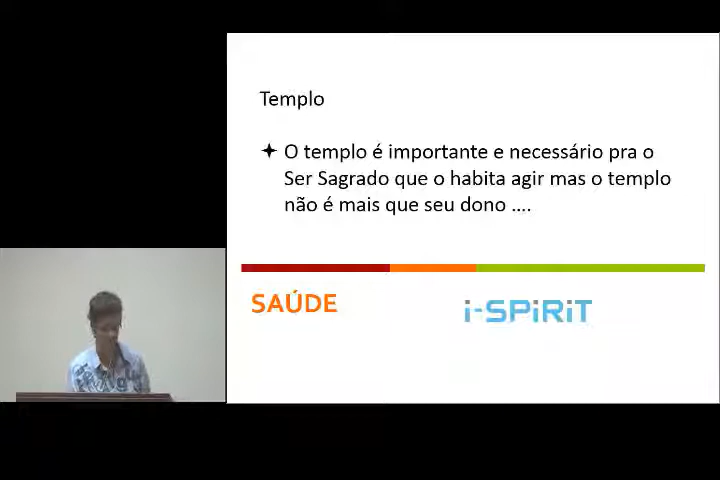 Templo
O templo é importante e necessário pra o
Ser Sagrado que o habita agir mas o templo
não é mais que seu dono ....
SAÚDE
i-SPiRiT